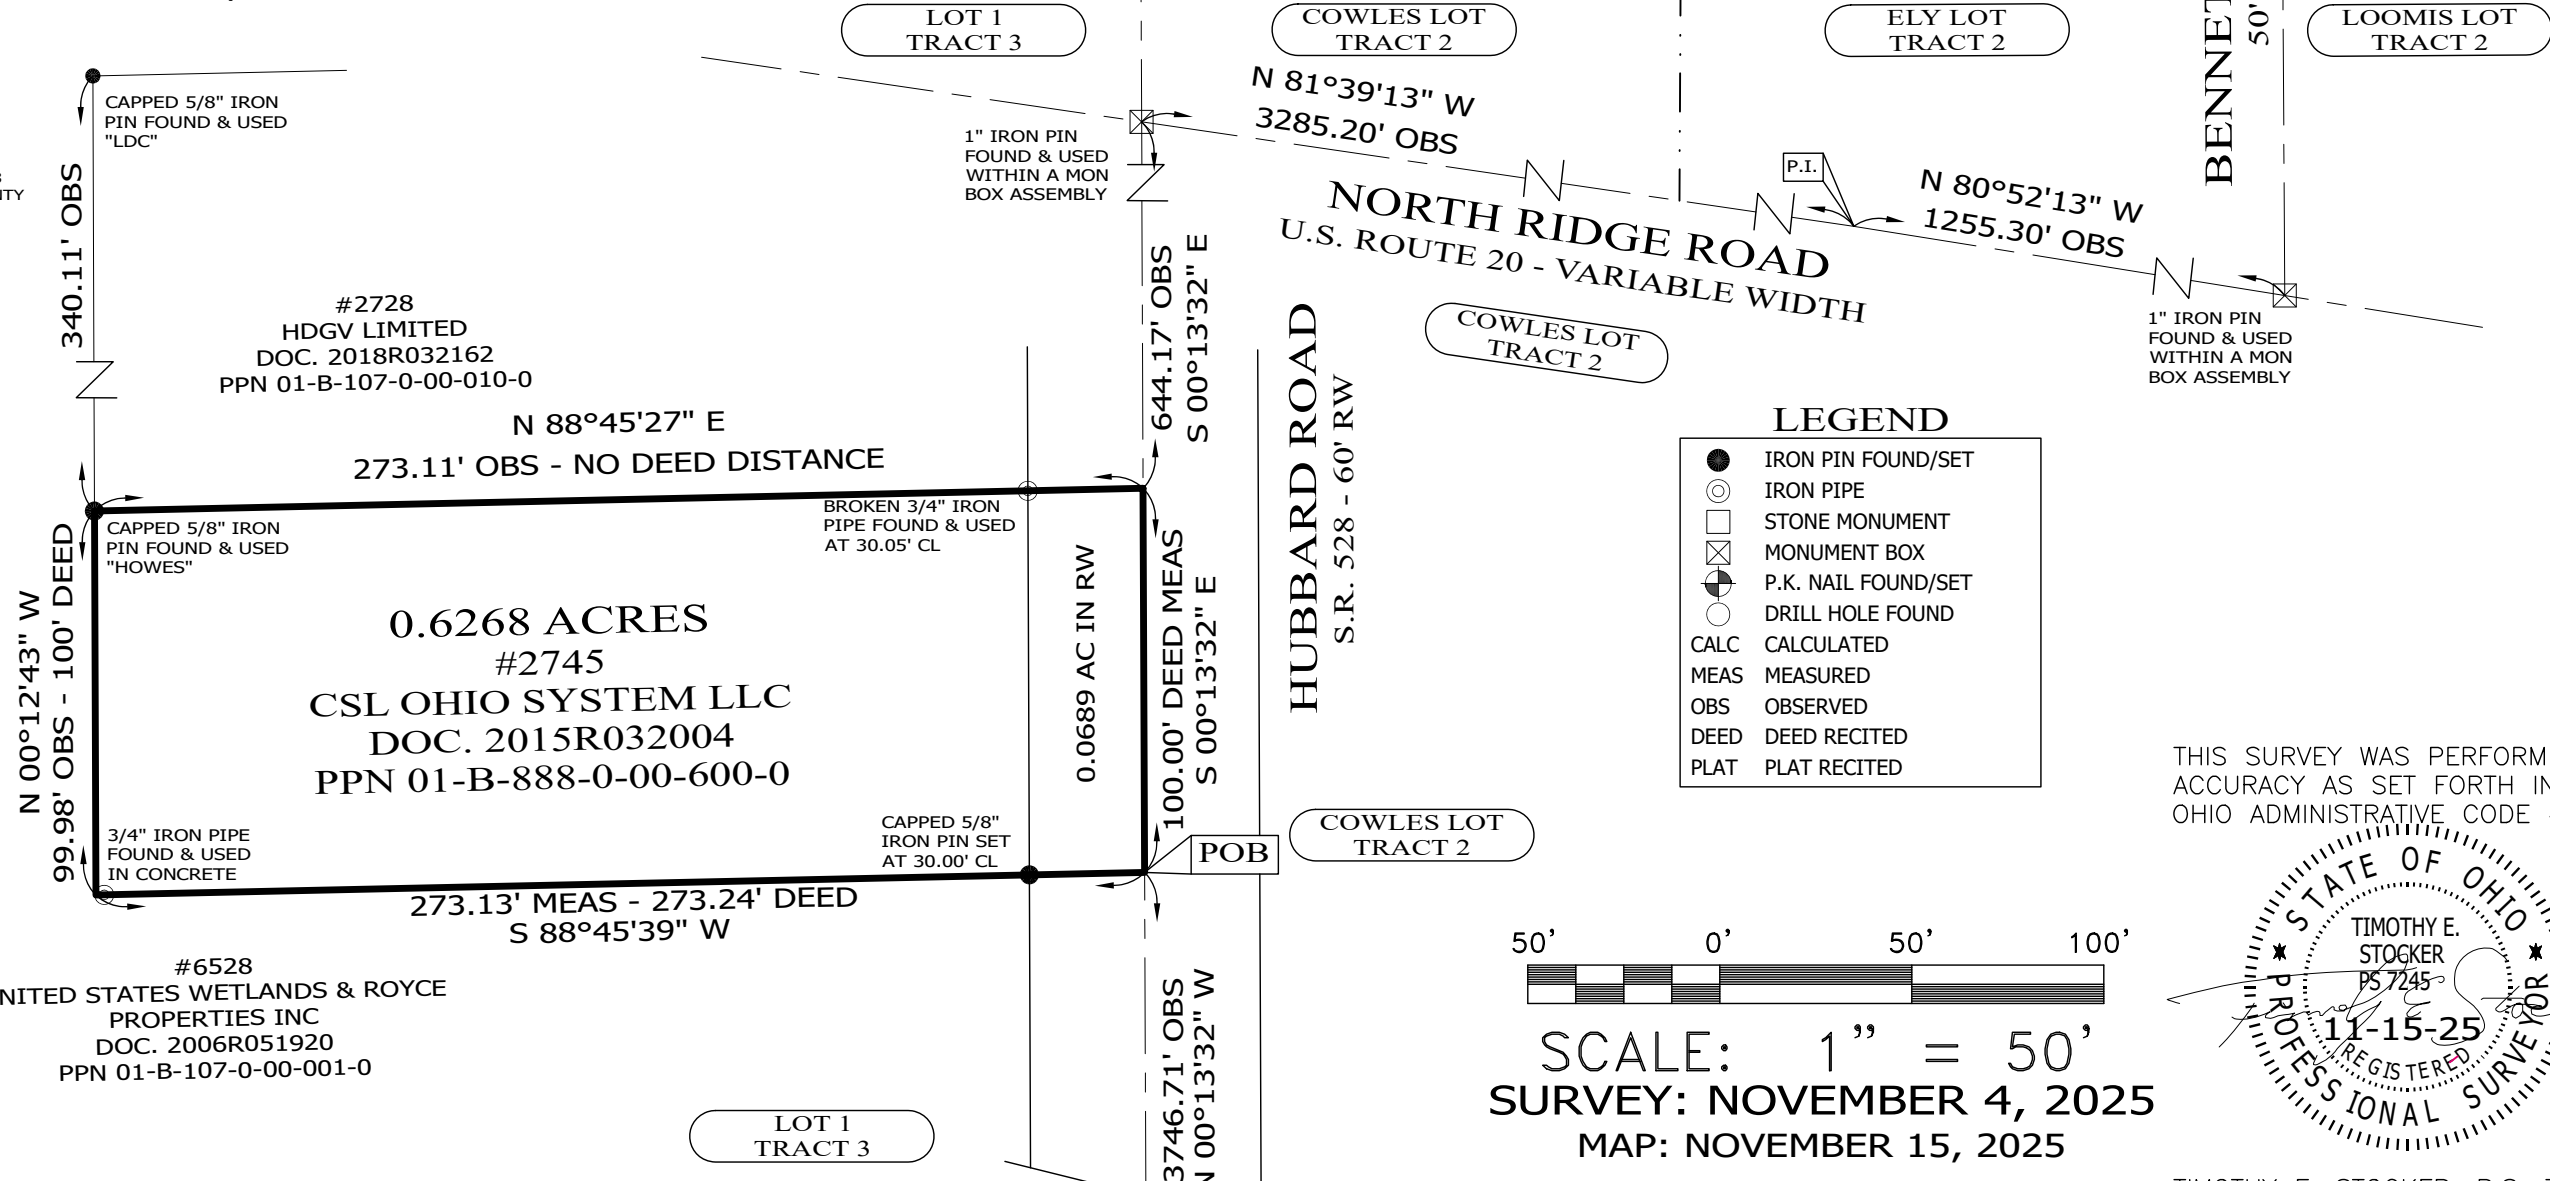 LOT 1
TRACT 3
COWLES LOT
TRACT 2
ELY LOT
TRACT 2
LOOMIS LOT
TRACT 2
50'
CAPPED 5/8" IRON
PIN FOUND & USED
"LDC"
340.11' OBS
1" IRON PIN
FOUND & USED
WITHIN A MON
BOX ASSEMBLY
N 81°39'13" W
3285.20' OBS
P.I.
N 80°52'13" W
1255.30' OBS
NORTH RIDGE ROAD
U.S. ROUTE 20 - VARIABLE WIDTH
1" IRON PIN
FOUND & USED
WITHIN A MON
BOX ASSEMBLY
COWLES LOT
TRACT 2
644.17' OBS
S 00°13'32" E
#2728
HDGV LIMITED
DOC. 2018R032162
PPN 01-B-107-0-00-010-0
N 88°45'27" E
273.11' OBS - NO DEED DISTANCE
HUBBARD ROAD
S.R. 528 - 60' RW
LEGEND
IRON PIN FOUND/SET
IRON PIPE
STONE MONUMENT
MONUMENT BOX
P.K. NAIL FOUND/SET
DRILL HOLE FOUND
CALC CALCULATED
MEAS MEASURED
OBS OBSERVED
DEED DEED RECITED
PLAT PLAT RECITED
CAPPED 5/8" IRON
PIN FOUND & USED
"HOWES"
BROKEN 3/4" IRON
PIPE FOUND & USED
AT 30.05' CL
N 00°12'43" W
99.98' OBS - 100' DEED
0.6268 ACRES
#2745
CSL OHIO SYSTEM LLC
DOC. 2015R032004
PPN 01-B-888-0-00-600-0
0.0689 AC IN RW
100.00' DEED MEAS
S 00°13'32" E
3/4" IRON PIPE
FOUND & USED
IN CONCRETE
CAPPED 5/8"
IRON PIN SET
AT 30.00' CL
POB
COWLES LOT
TRACT 2
273.13' MEAS - 273.24' DEED
S 88°45'39" W
#6528
NITED STATES WETLANDS & ROYCE
PROPERTIES INC
DOC. 2006R051920
PPN 01-B-107-0-00-001-0
3746.71' OBS
N 00°13'32" W
LOT 1
TRACT 3
50' 0' 50' 100'
SCALE: 1" = 50'
SURVEY: NOVEMBER 4, 2025
MAP: NOVEMBER 15, 2025
THIS SURVEY WAS PERFORM
ACCURACY AS SET FORTH IN
OHIO ADMINISTRATIVE CODE
STATE OF OHIO
TIMOTHY E.
STOCKER
PS 7245
11-15-25
REGISTERED
PROFESSIONAL SURVEYOR